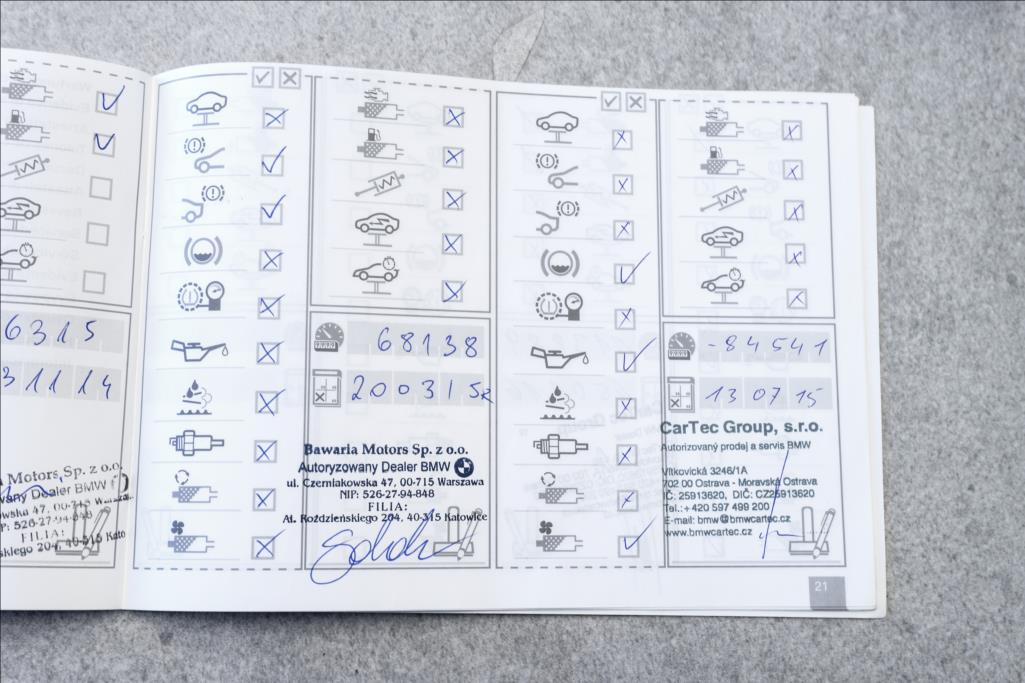 6315
31114
Motors Sp. z o.o.
Dealer BMW
FILIA:
68138
200315r
Bawaria Motors Sp. z o.o.
Autoryzowany Dealer BMW
ul. Czerniakowska 47, 00-715 Warszawa
NIP: 526-27-94-848
FILIA:
Al. Roździeńskiego 204, 40-315 Katowice
-84541
130715
CarTec Group, s.r.o.
Autorizovaný prodej a servis BMW
Vítkovická 3246/1A
702 00 Ostrava - Moravská Ostrava
IČ: 25913620, DIČ: CZ25913620
Tel.: +420 597 499 200
E-mail: bmw@bmwcartec.cz
www.bmwcartec.cz
21